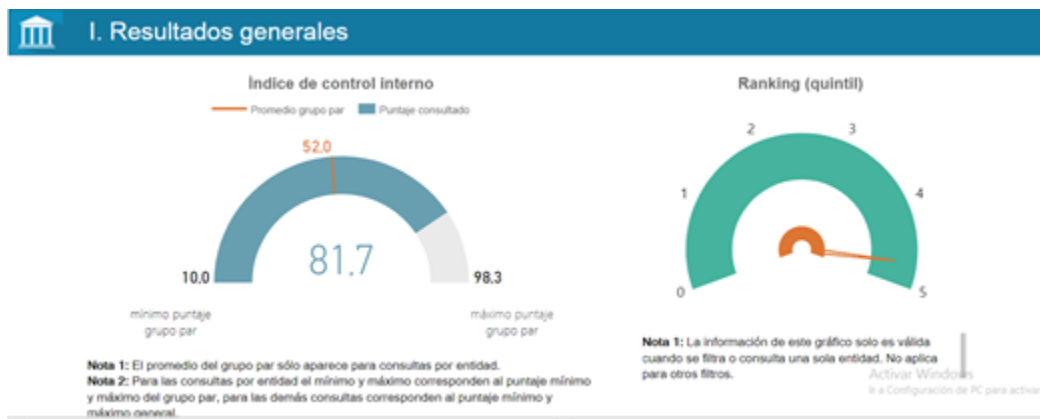 I. Resultados generales
Índice de control interno
Promedio grupo par Puntaje consultado
52,0
81.7
10,0
98,3
mínimo puntaje
grupo par
máximo puntaje
grupo par
Nota 1: El promedio del grupo par sólo aparece para consultas por entidad.
Nota 2: Para las consultas por entidad el mínimo y máximo corresponden al puntaje mínimo
y máximo del grupo par, para las demás consultas corresponden al puntaje mínimo y
máximo general.
Ranking (quintil)
2
3
1
4
0
5
Nota 1: La información de este gráfico solo es válida
cuando se filtra o consulta una sola entidad. No aplica
para otros filtros.
Activar Windows
Ir a Configuración de PC para activar